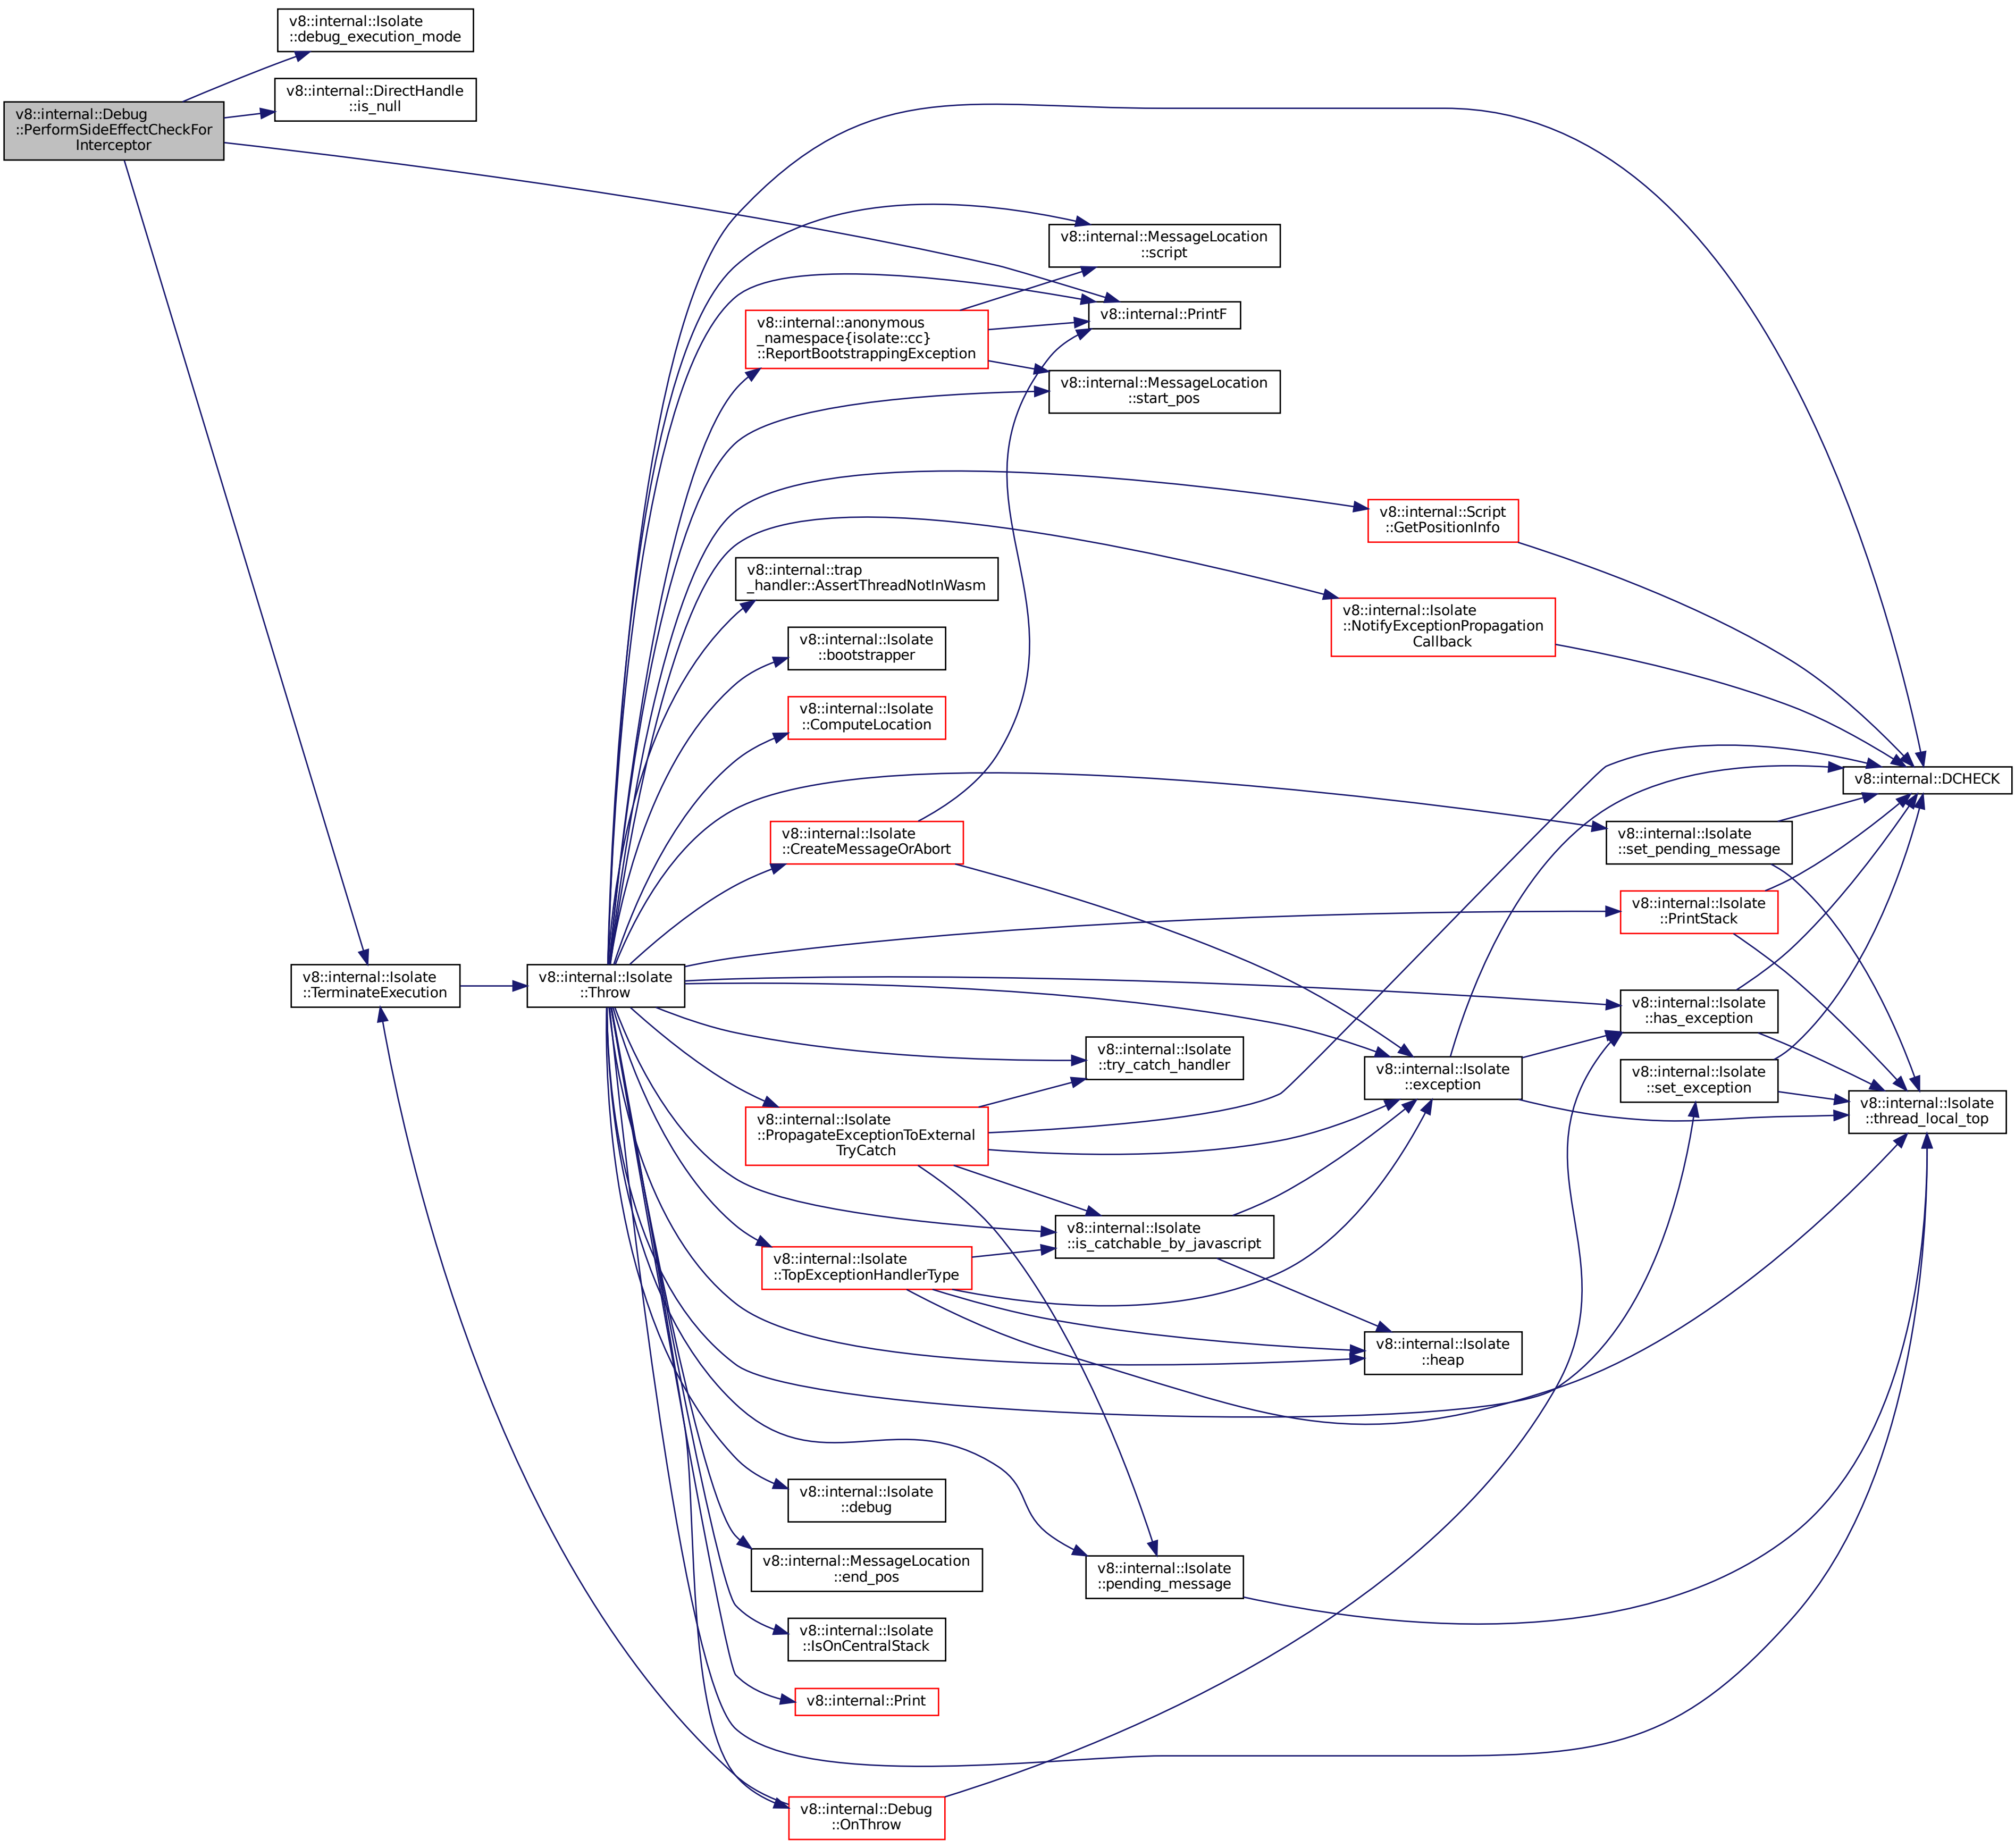 v8::internal::Isolate
::debug_execution_mode
v8::internal::DirectHandle
::is_null
v8::internal::Debug
::PerformSideEffectCheckFor
Interceptor
v8::internal::MessageLocation
::script
v8::internal::PrintF
v8::internal::anonymous
_namespace{isolate::cc}
::ReportBootstrappingException
v8::internal::MessageLocation
::start_pos
v8::internal::Script
::GetPositionInfo
v8::internal::trap
_handler::AssertThreadNotInWasm
v8::internal::Isolate
::NotifyExceptionPropagation
Callback
v8::internal::Isolate
::bootstrapper
v8::internal::Isolate
::ComputeLocation
v8::internal::DCHECK
v8::internal::Isolate
::CreateMessageOrAbort
v8::internal::Isolate
::set_pending_message
v8::internal::Isolate
::PrintStack
v8::internal::Isolate
::TerminateExecution
v8::internal::Isolate
::Throw
v8::internal::Isolate
::has_exception
v8::internal::Isolate
::try_catch_handler
v8::internal::Isolate
::exception
v8::internal::Isolate
::set_exception
v8::internal::Isolate
::thread_local_top
v8::internal::Isolate
::PropagateExceptionToExternal
TryCatch
v8::internal::Isolate
::is_catchable_by_javascript
v8::internal::Isolate
::TopExceptionHandlerType
v8::internal::Isolate
::heap
v8::internal::Isolate
::debug
v8::internal::MessageLocation
::end_pos
v8::internal::Isolate
::pending_message
v8::internal::Isolate
::IsOnCentralStack
v8::internal::Print
v8::internal::Debug
::OnThrow